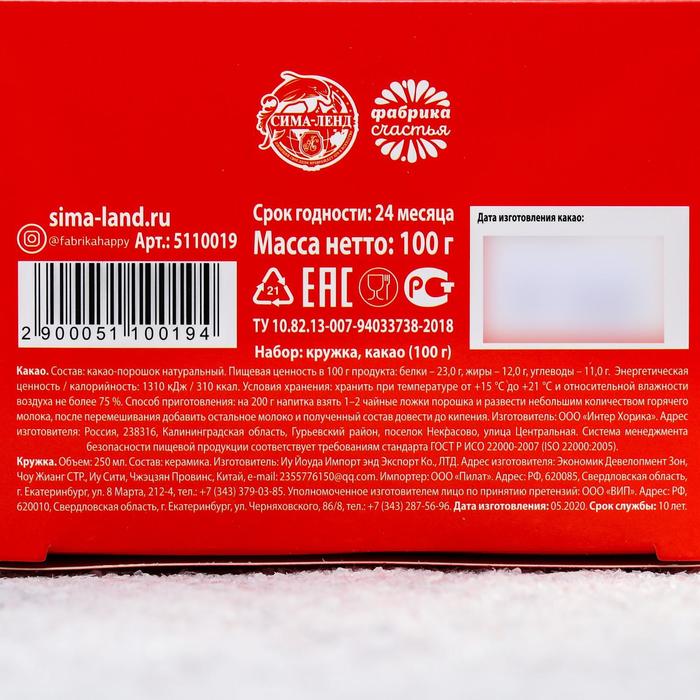 СИМА-ЛЕНД
фабрика
счастья
sima-land.ru
@fabrikahappy Арт.: 5110019
2 900051 100194
Срок годности: 24 месяца
Масса нетто: 100 г
21
ЕАС
РСТ
ТУ 10.82.13-007-94033738-2018
Набор: кружка, какао (100 г)
Дата изготовления какао:
Какао. Состав: какао-порошок натуральный. Пищевая ценность в 100 г продукта: белки – 23,0 г, жиры – 12,0 г, углеводы – 11,0 г. Энергетическая
ценность / калорийность: 1310 кДж / 310 ккал. Условия хранения: хранить при температуре от +15 °С до +21 °С и относительной влажности
воздуха не более 75 %. Способ приготовления: на 200 г напитка взять 1–2 чайные ложки порошка и развести небольшим количеством горячего
молока, после перемешивания добавить остальное молоко и полученный состав довести до кипения. Изготовитель: ООО «Интер Хорика». Адрес
изготовителя: Россия, 238316, Калининградская область, Гурьевский район, поселок Некрасово, улица Центральная. Система менеджмента
безопасности пищевой продукции соответствует требованиям стандарта ГОСТ Р ИСО 22000-2007 (ISO 22000:2005).
Кружка. Объем: 250 мл. Состав: керамика. Изготовитель: Иу Йоуда Импорт энд Экспорт Ко., ЛТД. Адрес изготовителя: Экономик Девелопмент Зон,
Чоу Жианг СТР., Иу Сити, Чжэцзян Провинс, Китай, e-mail: 2355776150@qq.com. Импортер: ООО «Пилат». Адрес: РФ, 620085, Свердловская область,
г. Екатеринбург, ул. 8 Марта, 212-4, тел.: +7 (343) 379-03-85. Уполномоченное изготовителем лицо по принятию претензий: ООО «ВИП». Адрес: РФ,
620010, Свердловская область, г. Екатеринбург, ул. Черняховского, 86/8, тел.: +7 (343) 287-56-96. Дата изготовления: 05.2020. Срок службы: 10 лет.